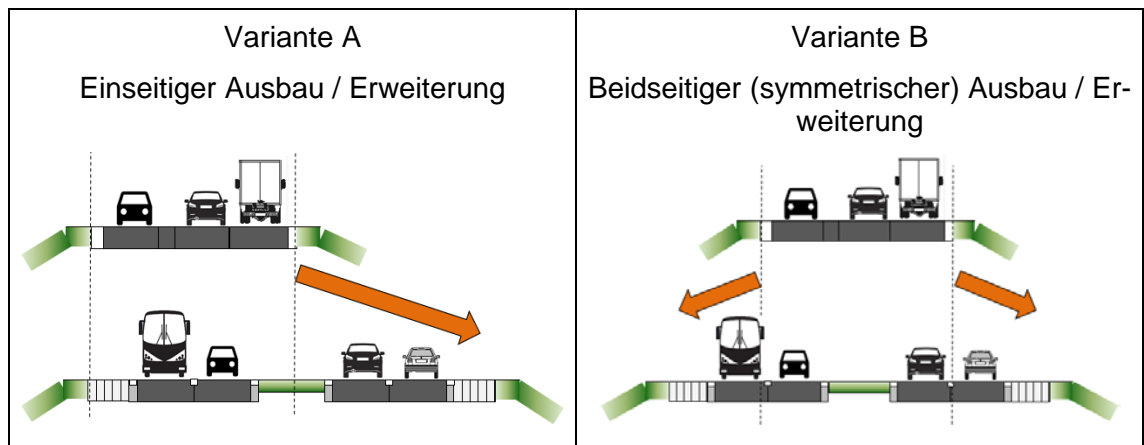 Variante A
Einseitiger Ausbau / Erweiterung
Variante B
Beidseitiger (symmetrischer) Ausbau / Er-
weiterung